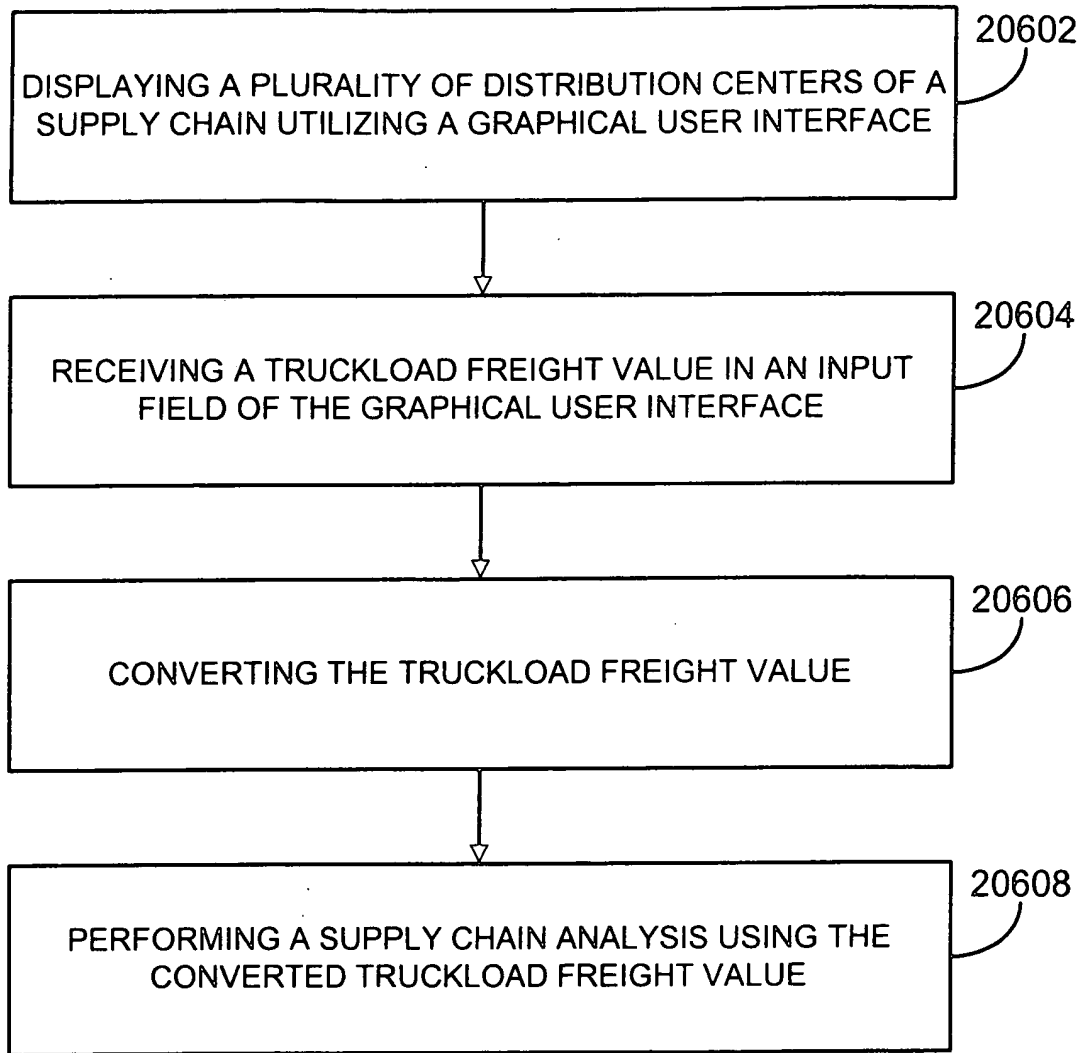 20602
DISPLAYING A PLURALITY OF DISTRIBUTION CENTERS OF A
SUPPLY CHAIN UTILIZING A GRAPHICAL USER INTERFACE
20604
RECEIVING A TRUCKLOAD FREIGHT VALUE IN AN INPUT
FIELD OF THE GRAPHICAL USER INTERFACE
20606
CONVERTING THE TRUCKLOAD FREIGHT VALUE
20608
PERFORMING A SUPPLY CHAIN ANALYSIS USING THE
CONVERTED TRUCKLOAD FREIGHT VALUE